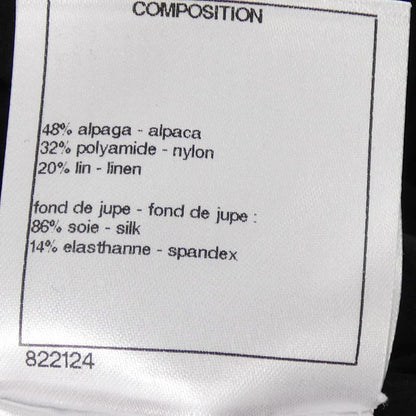 COMPOSITION
48% alpaga - alpaca
32% polyamide - nylon
20% lin - linen
fond de jupe - fond de jupe :
86% soie - silk
14% elasthanne - spandex
822124